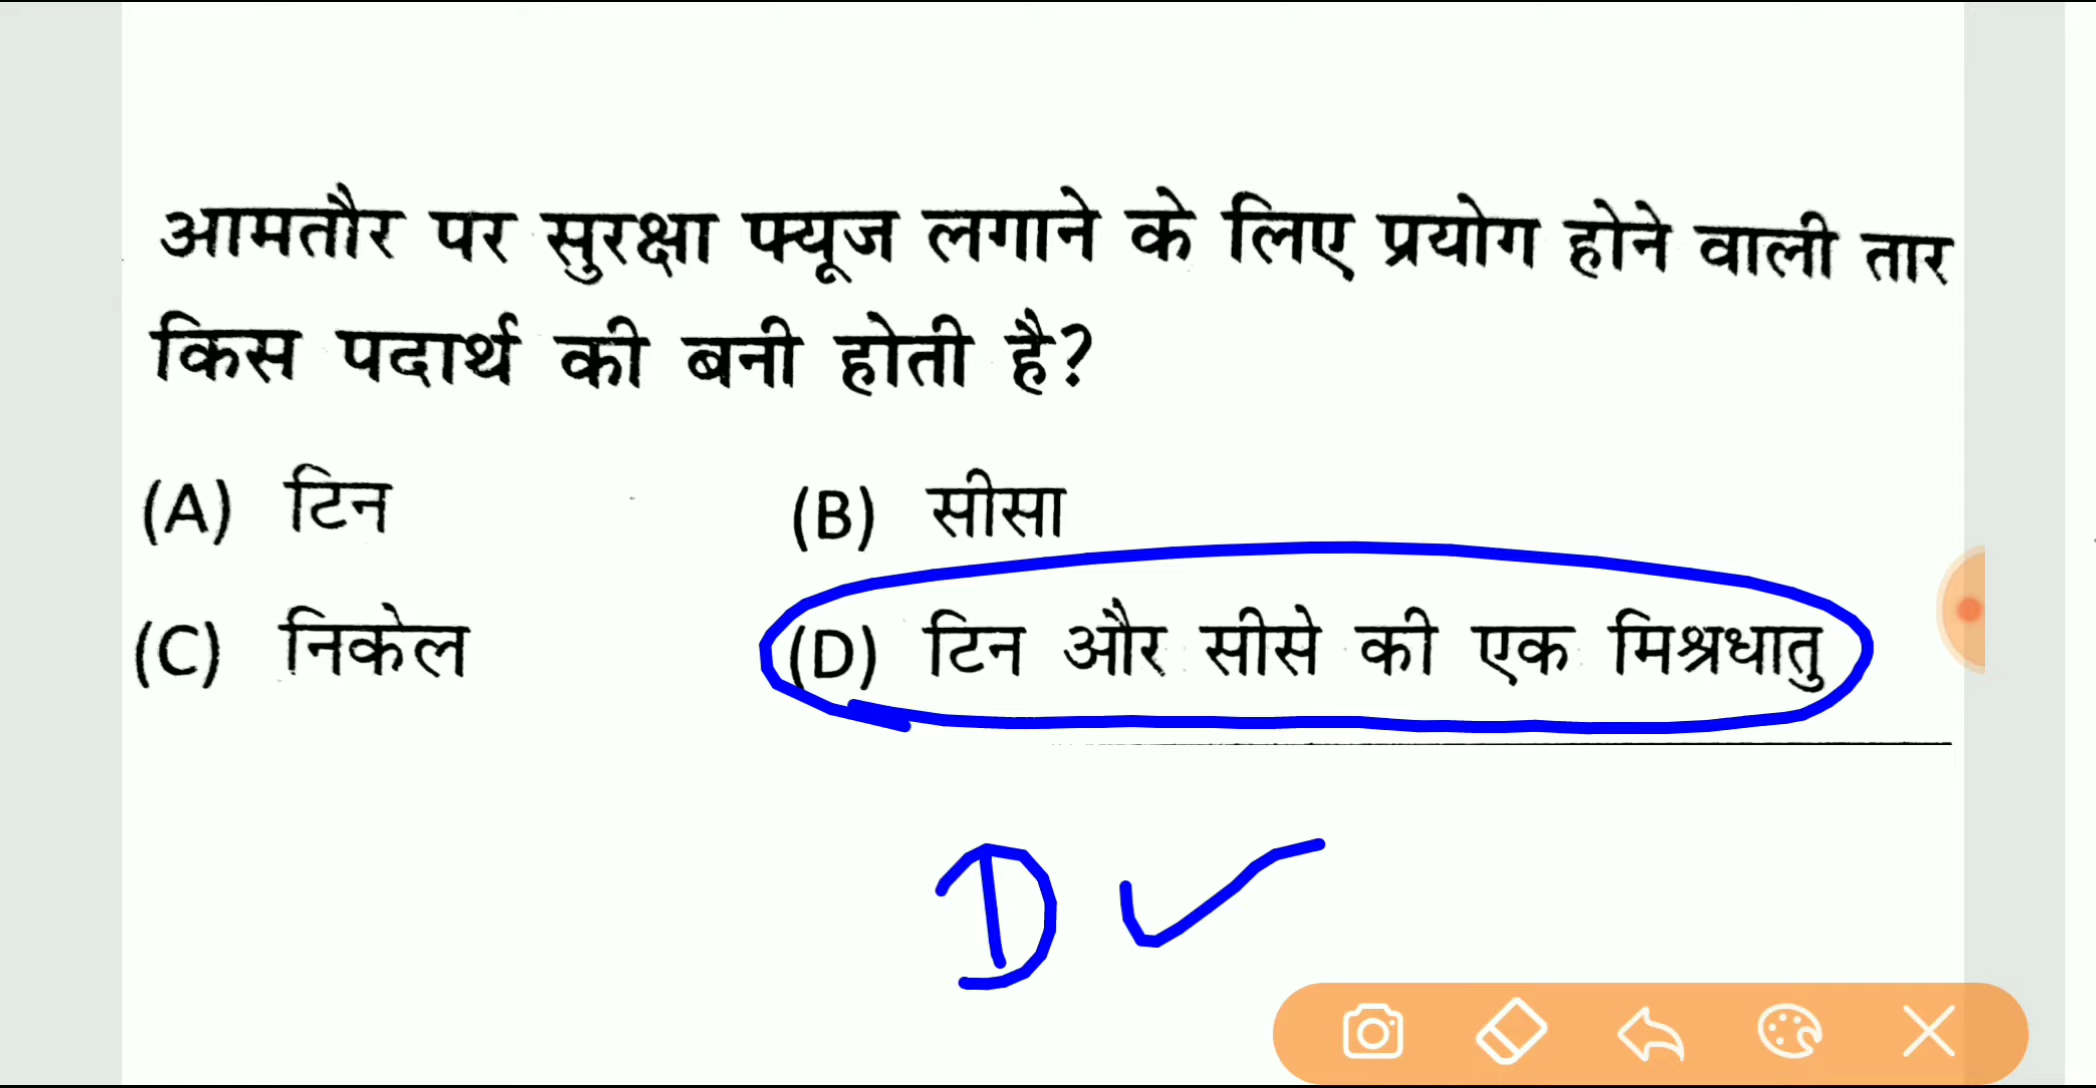 आमतौर पर सुरक्षा फ्यूज लगाने के लिए प्रयोग होने वाली तार
किस पदार्थ की बनी होती है?
(A) टिन (B) सीसा
(C) निकेल (D) टिन और सीसे की एक मिश्रधातु
D